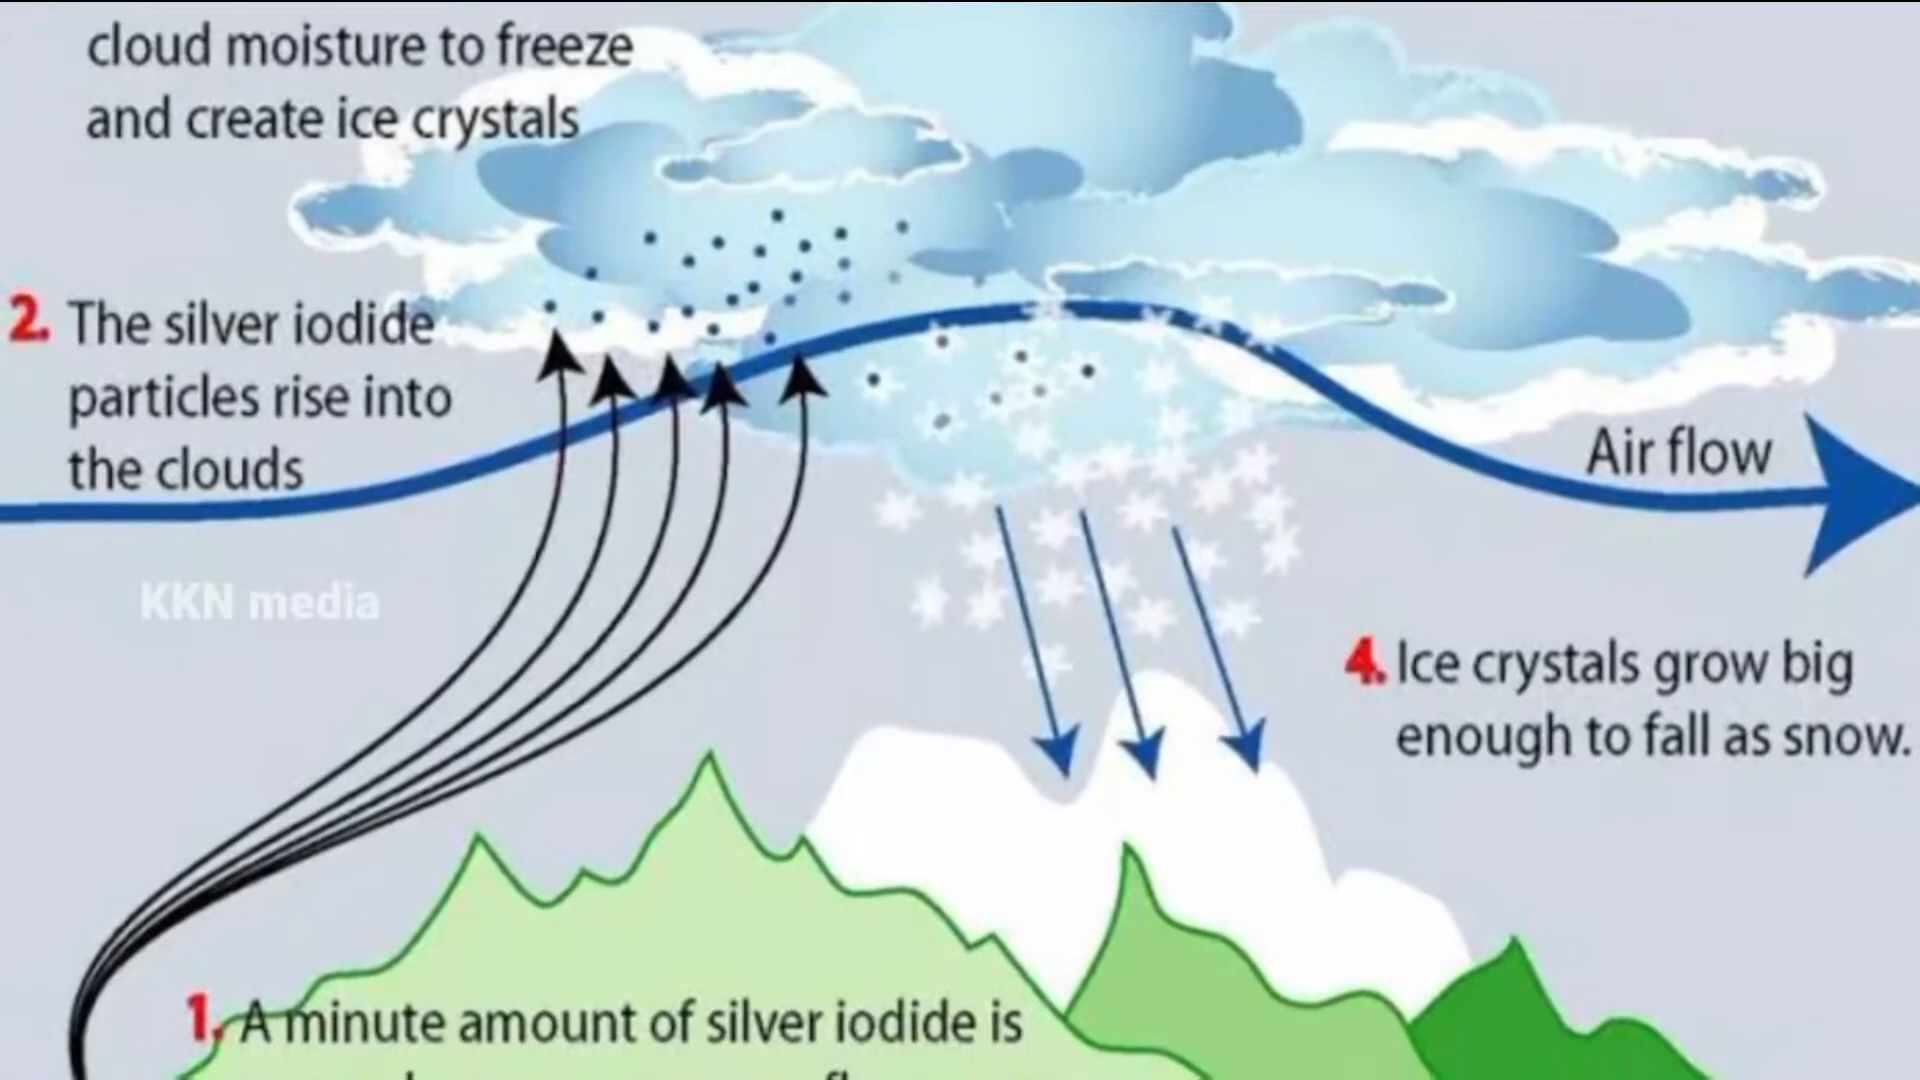 cloud moisture to freeze
and create ice crystals
2. The silver iodide
particles rise into
the clouds
Air flow
KKN media
4. Ice crystals grow big
enough to fall as snow.
1. A minute amount of silver iodide is